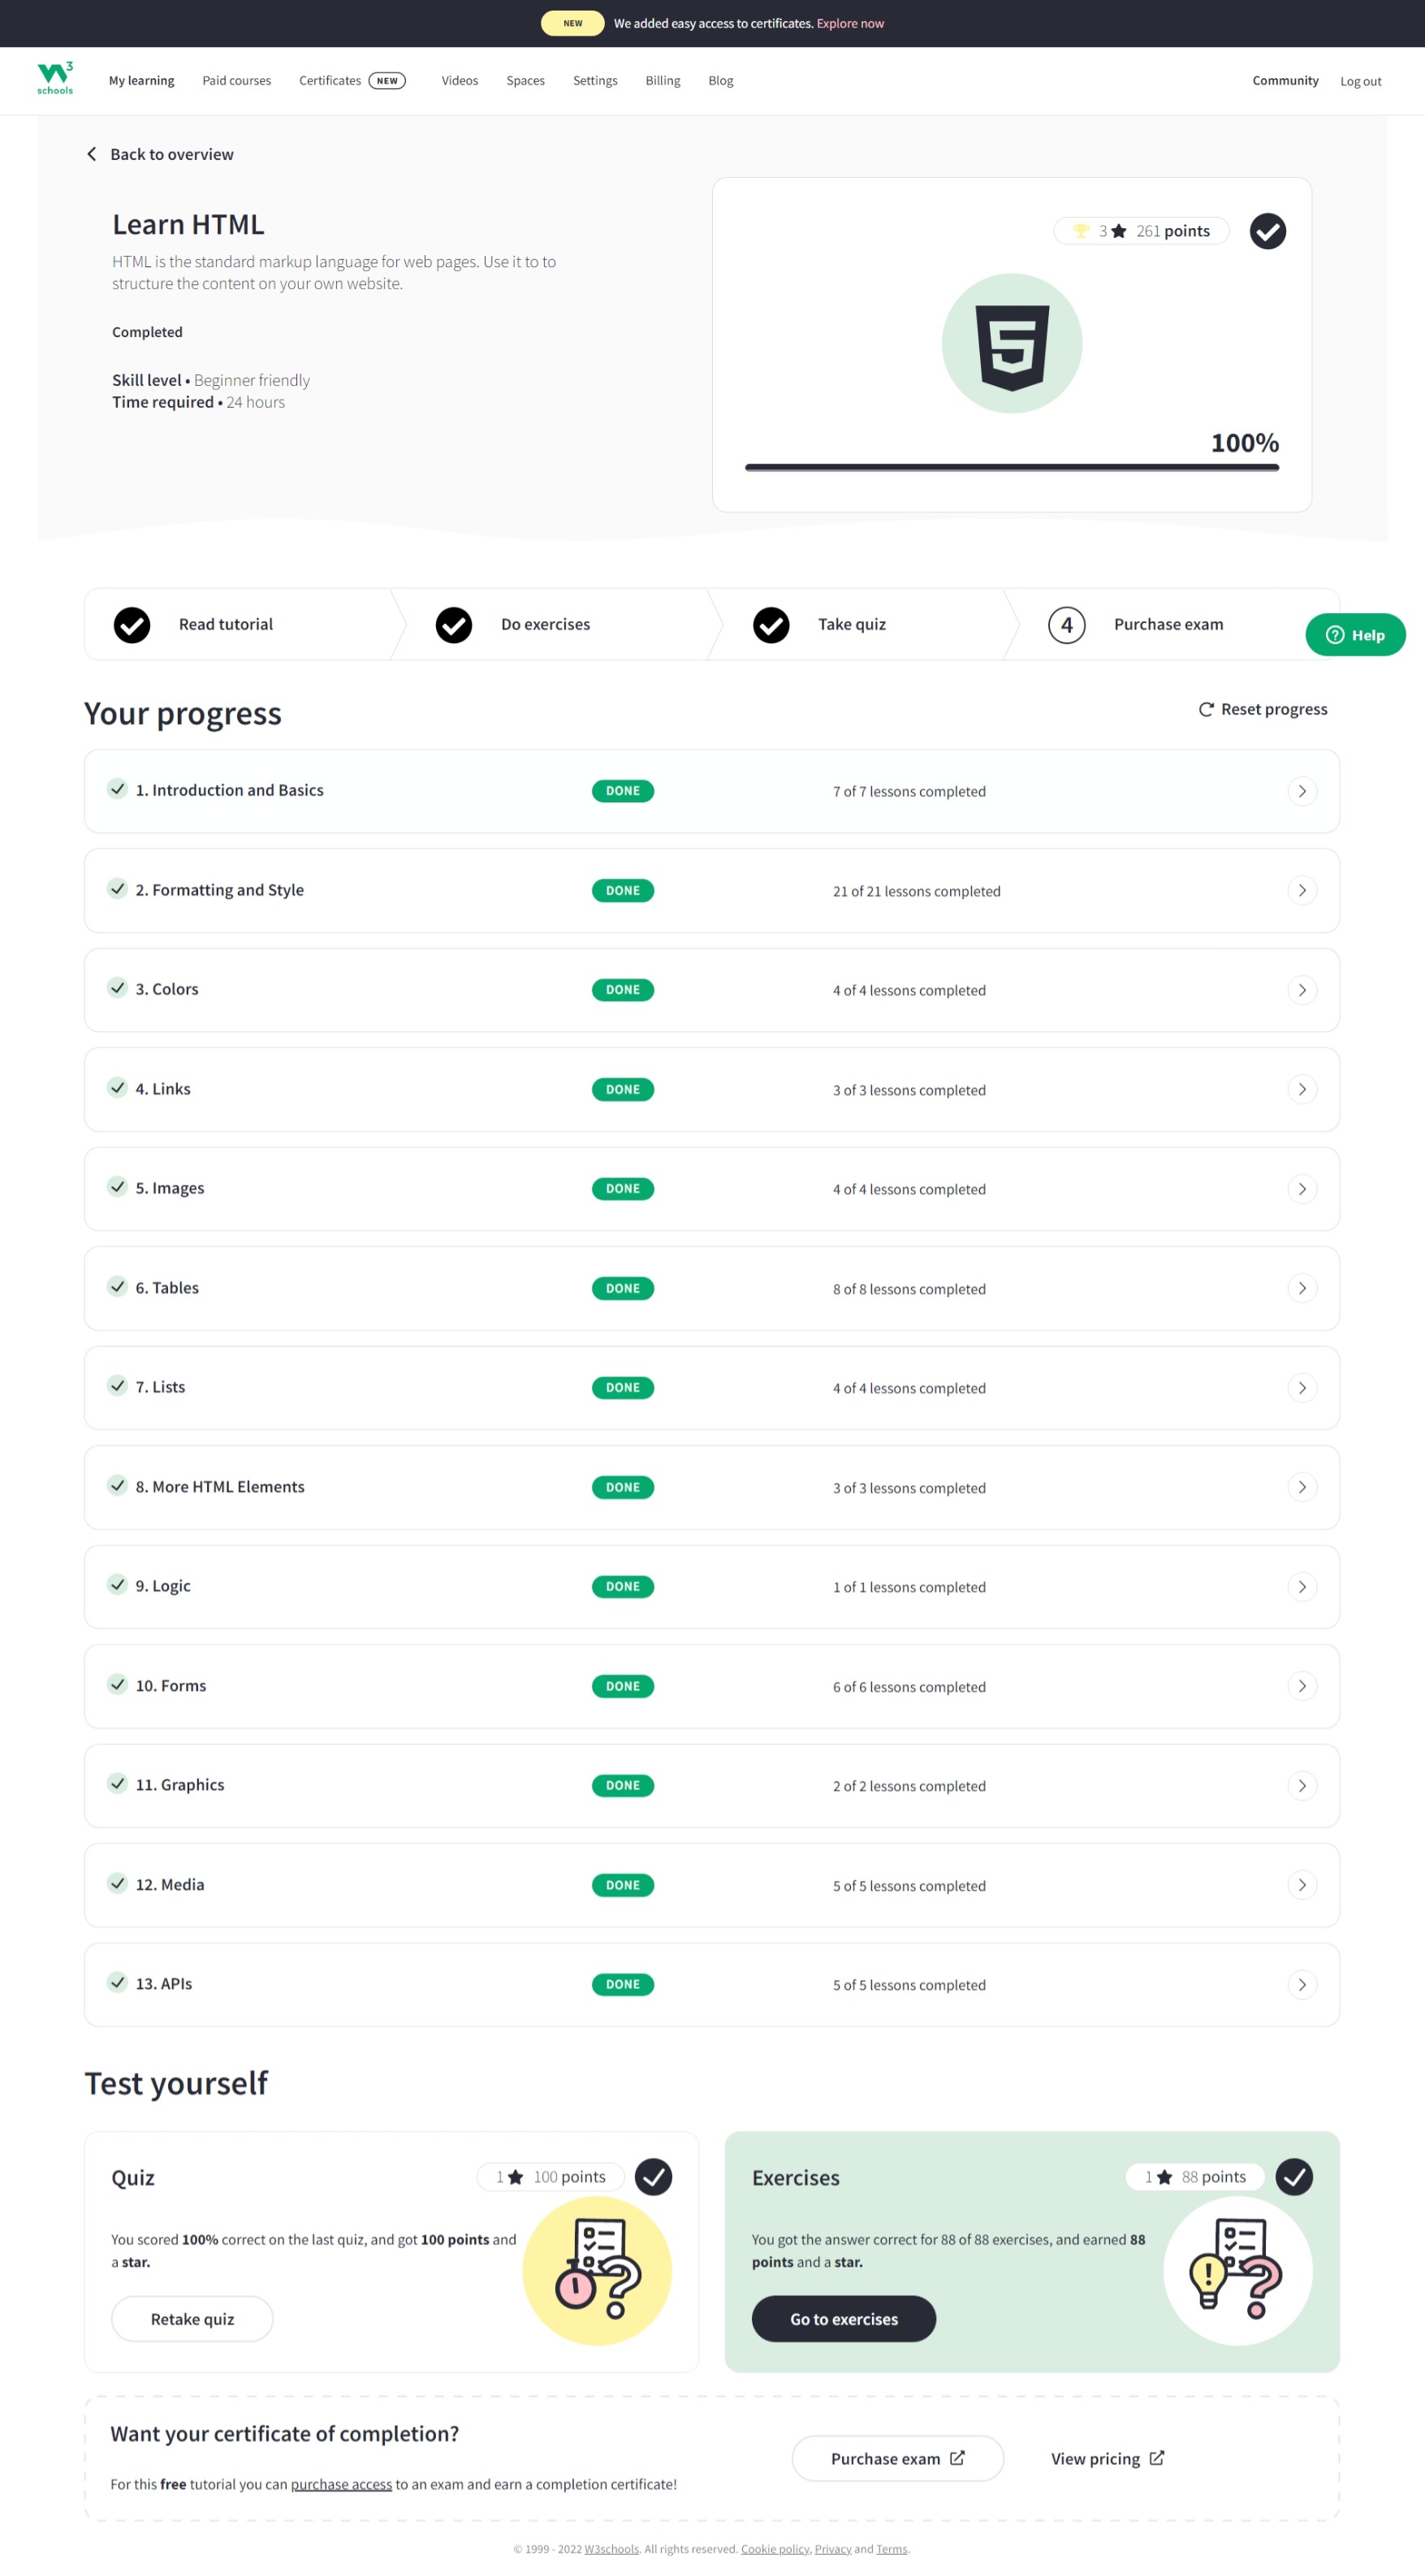 NEW We added easy access to certificates. Explore now
W3 schools My learning Paid courses Certificates NEW Videos Spaces Settings Billing Blog Community Log out
Back to overview
Learn HTML
HTML is the standard markup language for web pages. Use it to to
structure the content on your own website.
Completed
Skill level • Beginner friendly
Time required • 24 hours
3 ★ 261 points
5
100%
Read tutorial Do exercises Take quiz 4 Purchase exam
Help
Your progress Reset progress
1. Introduction and Basics DONE 7 of 7 lessons completed
2. Formatting and Style DONE 21 of 21 lessons completed
3. Colors DONE 4 of 4 lessons completed
4. Links DONE 3 of 3 lessons completed
5. Images DONE 4 of 4 lessons completed
6. Tables DONE 8 of 8 lessons completed
7. Lists DONE 4 of 4 lessons completed
8. More HTML Elements DONE 3 of 3 lessons completed
9. Logic DONE 1 of 1 lessons completed
10. Forms DONE 6 of 6 lessons completed
11. Graphics DONE 2 of 2 lessons completed
12. Media DONE 5 of 5 lessons completed
13. APIs DONE 5 of 5 lessons completed
Test yourself
Quiz 1 ★ 100 points
You scored 100% correct on the last quiz, and got 100 points and
a star.
Retake quiz
Exercises 1 ★ 88 points
You got the answer correct for 88 of 88 exercises, and earned 88
points and a star.
Go to exercises
Want your certificate of completion?
For this free tutorial you can purchase access to an exam and earn a completion certificate!
Purchase exam View pricing
© 1999 - 2022 W3schools. All rights reserved. Cookie policy, Privacy and Terms.